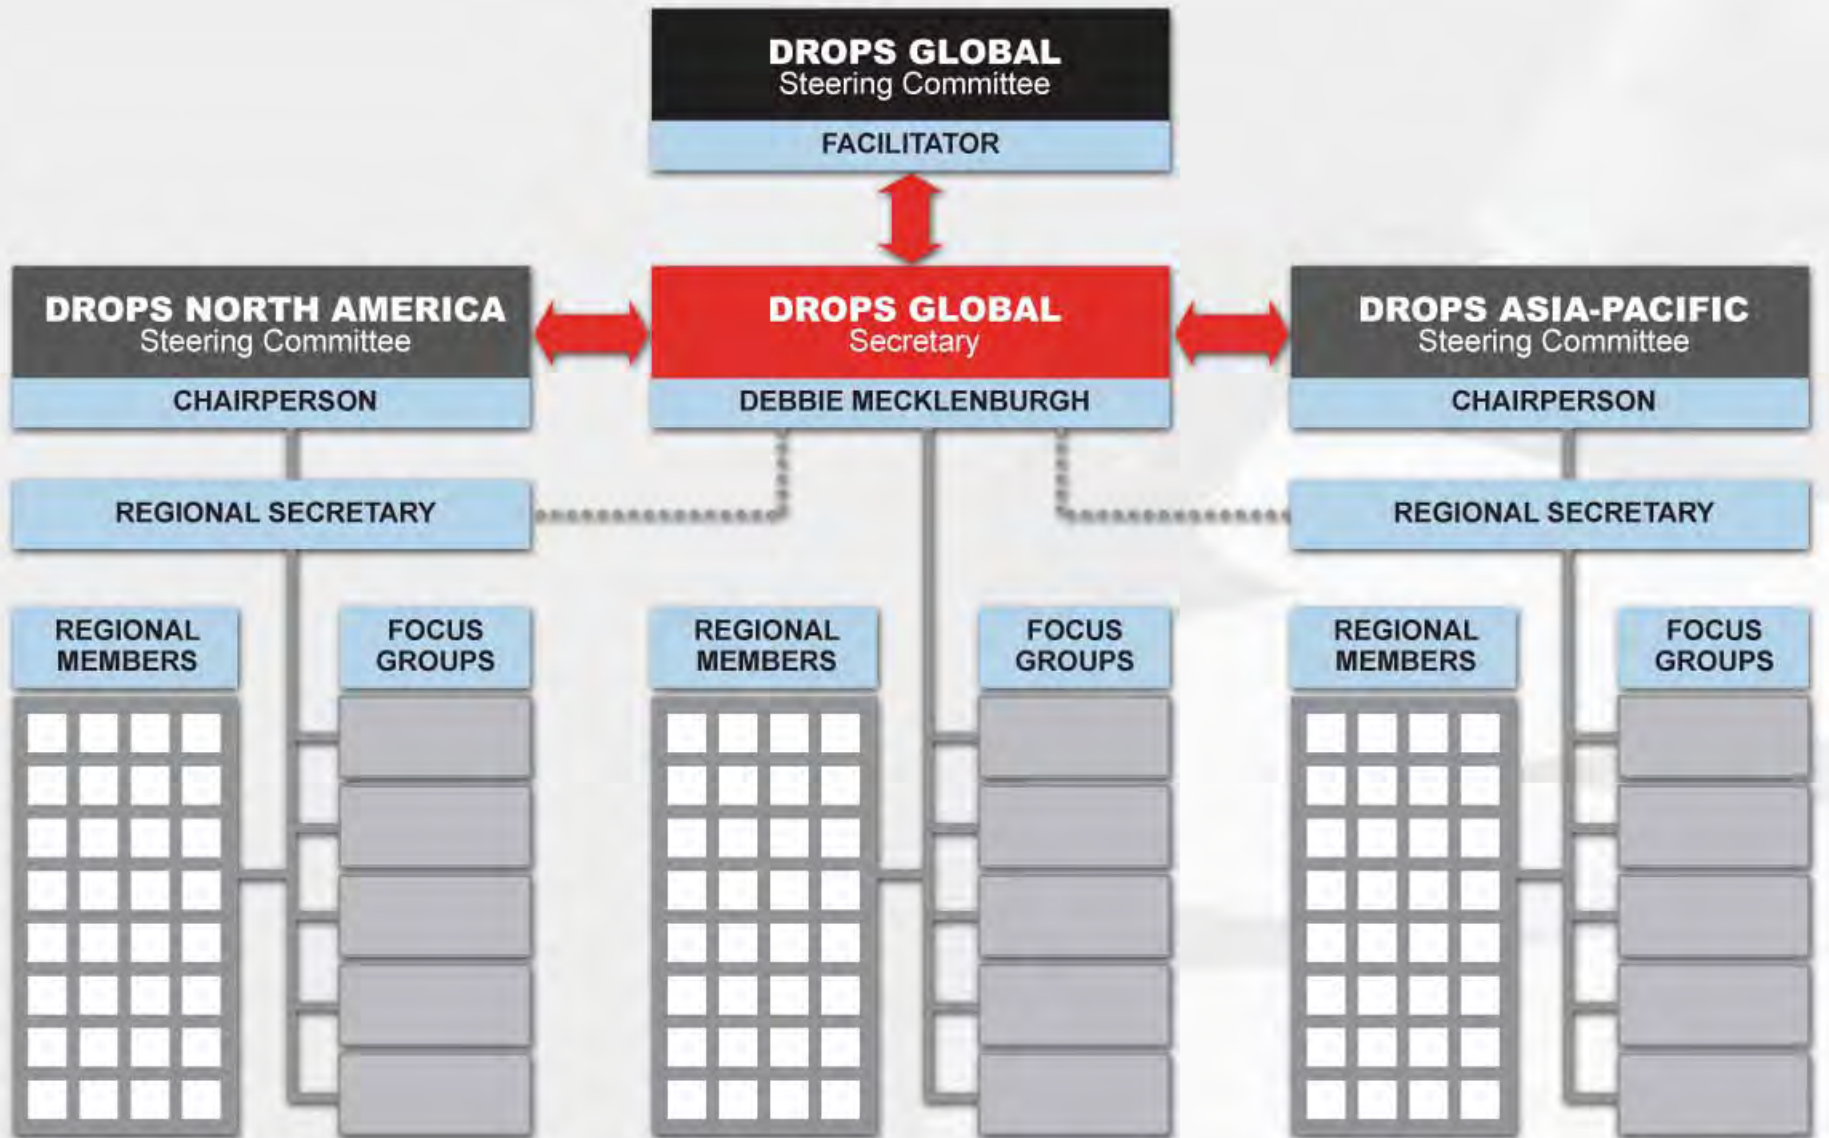 DROPS GLOBAL
Steering Committee
FACILITATOR
DROPS NORTH AMERICA
Steering Committee
CHAIRPERSON
DROPS GLOBAL
Secretary
DEBBIE MECKLENBURGH
DROPS ASIA-PACIFIC
Steering Committee
CHAIRPERSON
REGIONAL SECRETARY
REGIONAL SECRETARY
REGIONAL
MEMBERS
FOCUS
GROUPS
REGIONAL
MEMBERS
FOCUS
GROUPS
REGIONAL
MEMBERS
FOCUS
GROUPS